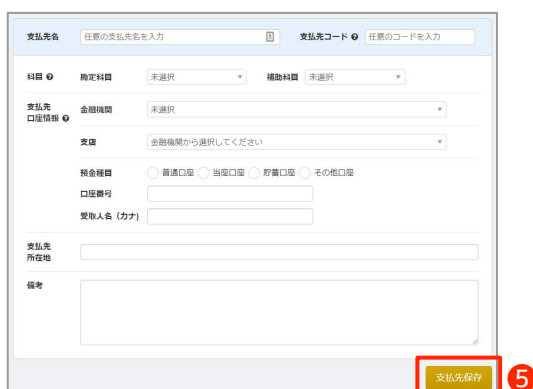 支払先名 任意の支払先名を入力 支払先コード ? 任意のコードを入力
科目 ? 勘定科目 未選択 補助科目 未選択
支払先 口座情報 ? 金融機関 未選択
支店 金融機関から選択してください
預金種目 普通口座 当座口座 貯蓄口座 その他口座
口座番号
受取人名（カナ）
支払先
所在地
備考
支払先保存 5